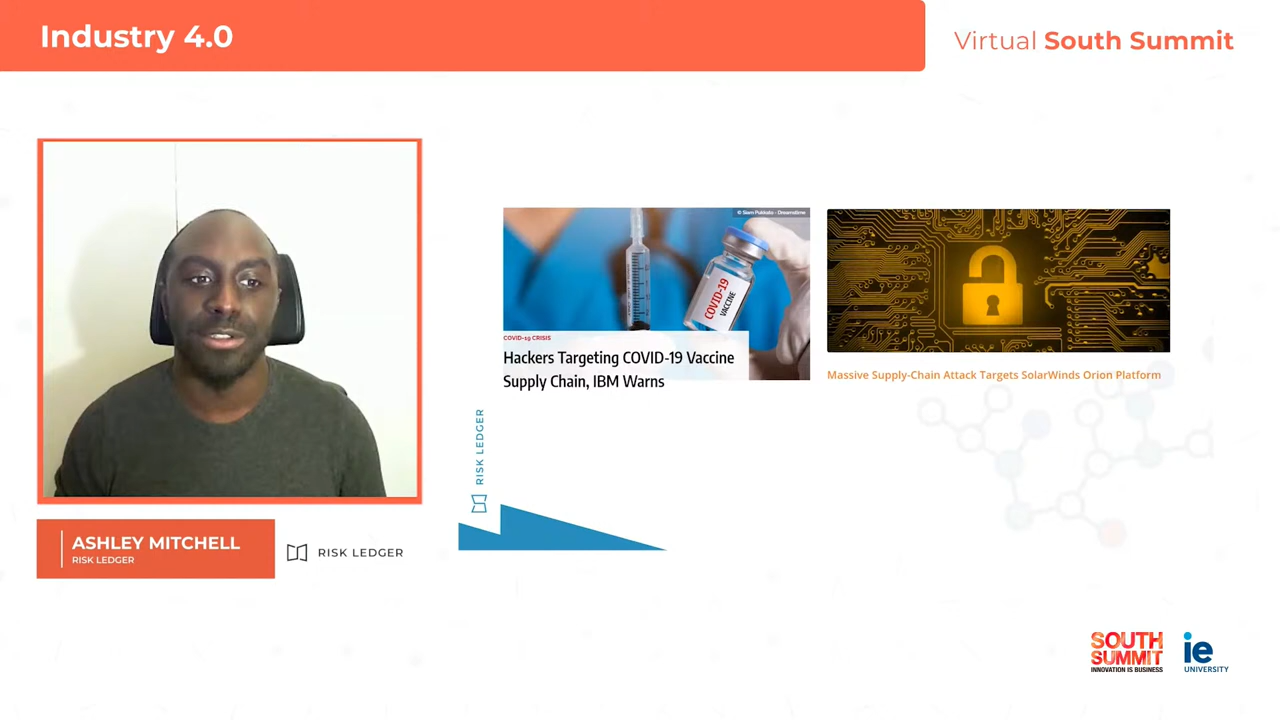 Industry 4.0
Virtual South Summit
© Siam Pukkato - Dreamstime
COVID-19
VACCINE
COVID-19 CRISIS
Hackers Targeting COVID-19 Vaccine
Supply Chain, IBM Warns
Massive Supply-Chain Attack Targets SolarWinds Orion Platform
RISK LEDGER
ASHLEY MITCHELL
RISK LEDGER
RISK LEDGER
SOUTH
SUMMIT
INNOVATION IS BUSINESS
ie
UNIVERSITY